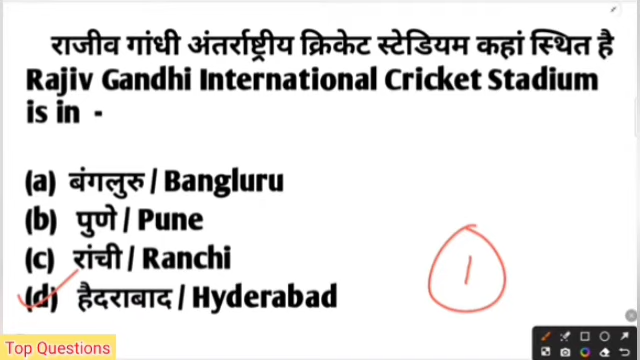 राजीव गांधी अंतर्राष्ट्रीय क्रिकेट स्टेडियम कहां स्थित है
Rajiv Gandhi International Cricket Stadium
is in -
(a) बंगलुरु / Bangluru
(b) पुणे / Pune
(c) रांची / Ranchi
(d) हैदराबाद / Hyderabad
1
Top Questions